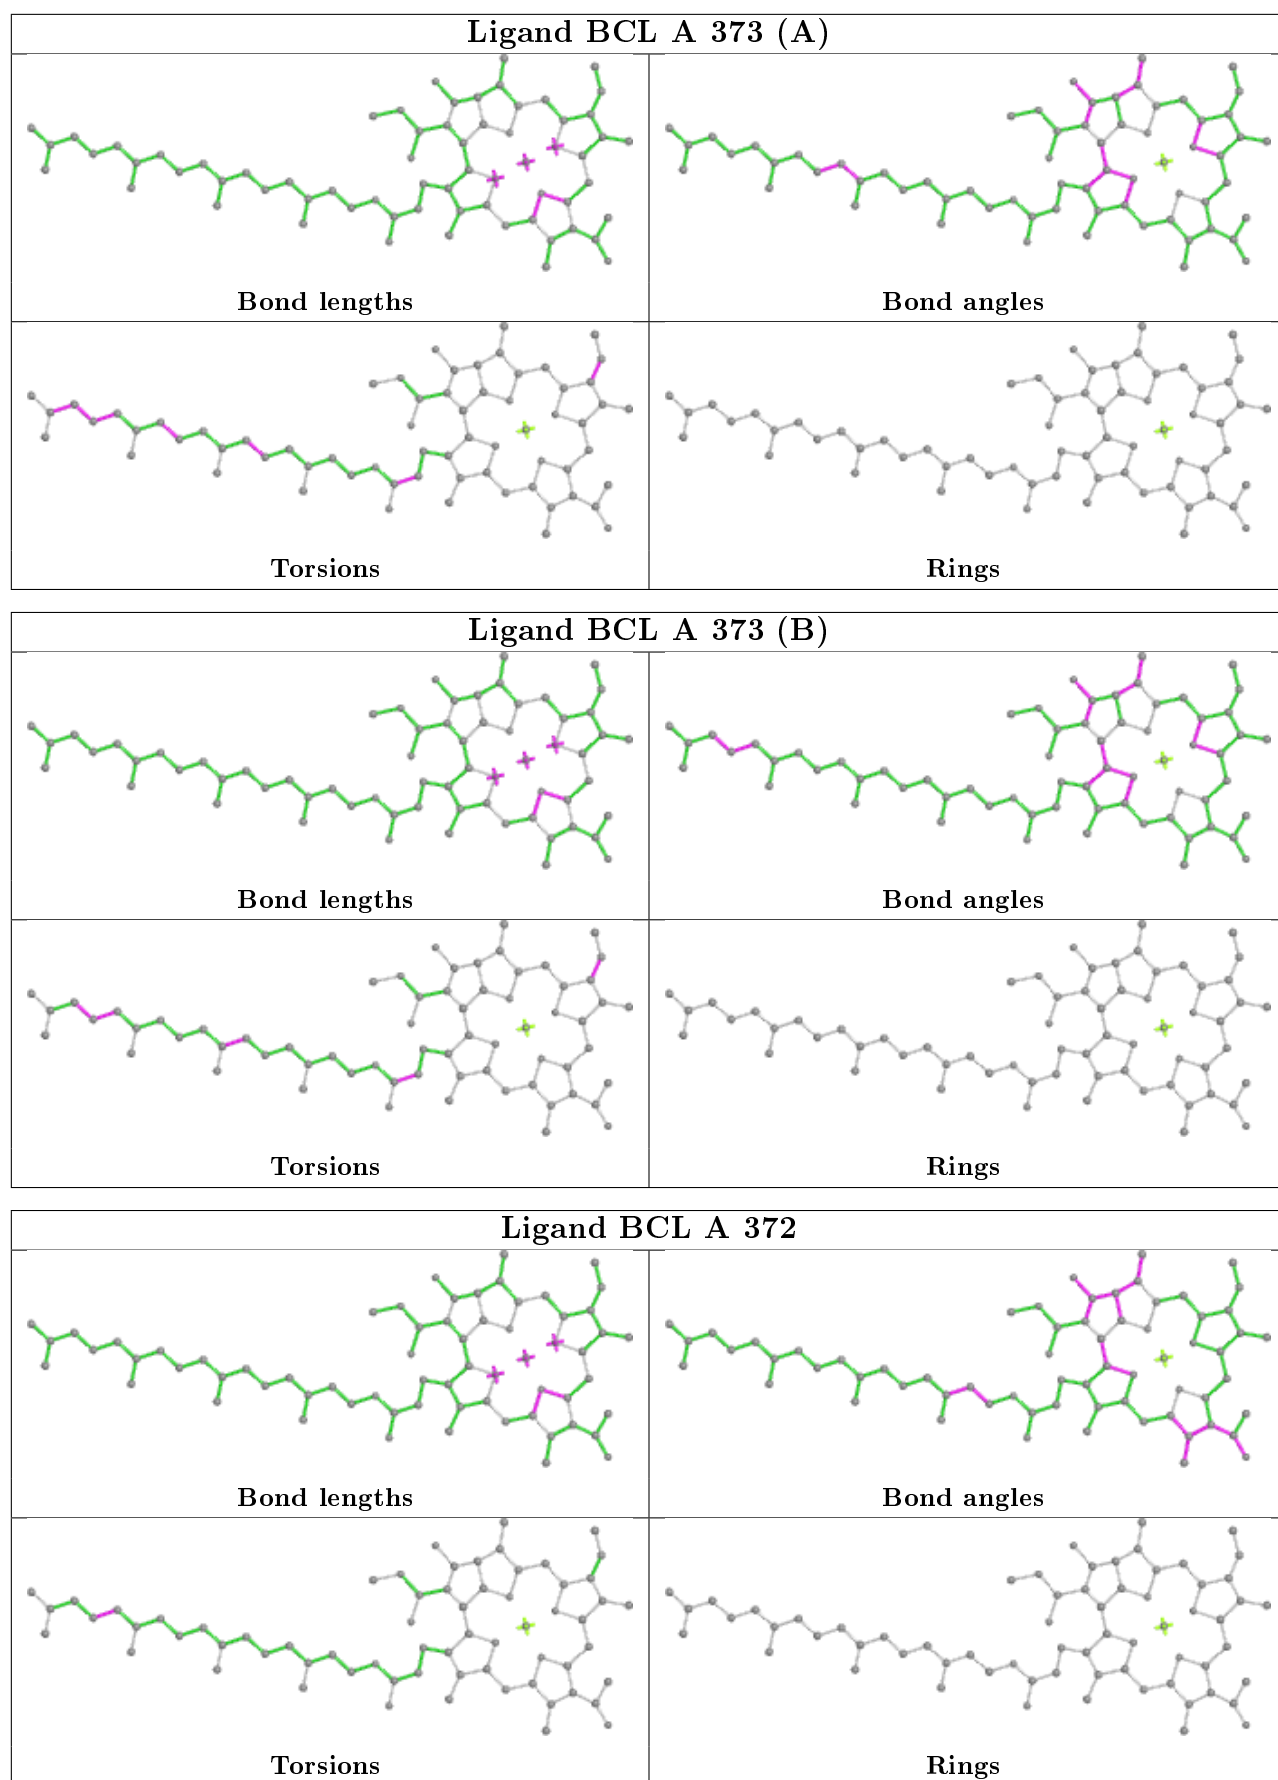 Ligand BCL A 373 (A)
Bond lengths
Bond angles
Torsions
Rings
Ligand BCL A 373 (B)
Bond lengths
Bond angles
Torsions
Rings
Ligand BCL A 372
Bond lengths
Bond angles
Torsions
Rings